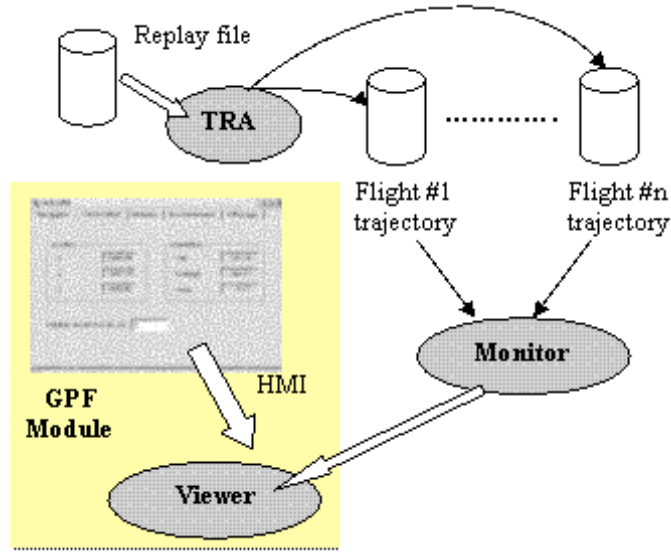 Replay file
TRA
Flight #1
trajectory
Flight #n
trajectory
Monitor
HMI
GPF
Module
Viewer